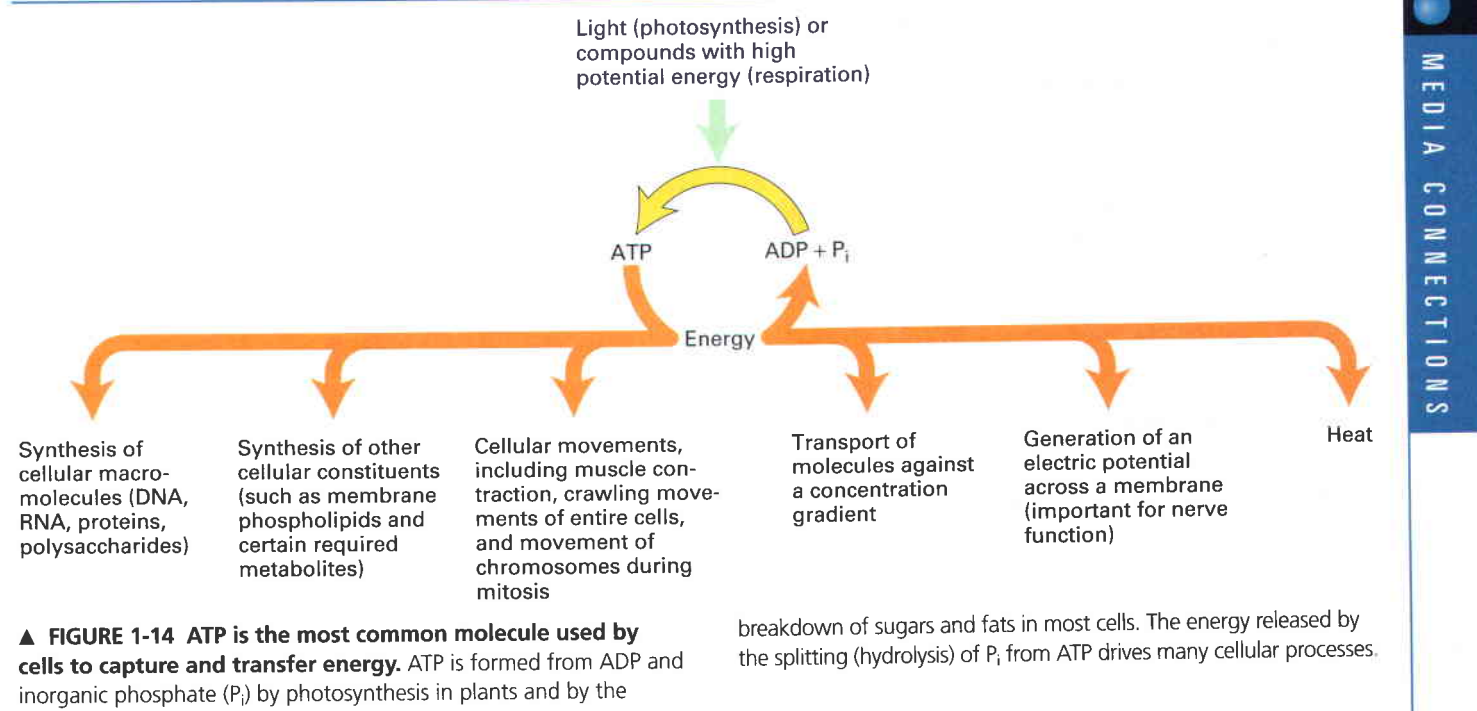 Light (photosynthesis) or
compounds with high
potential energy (respiration)
ATP
ADP + Pi
Energy
Synthesis of
cellular macro-
molecules (DNA,
RNA, proteins,
polysaccharides)
Synthesis of other
cellular constituents
(such as membrane
phospholipids and
certain required
metabolites)
Cellular movements,
including muscle con-
traction, crawling move-
ments of entire cells,
and movement of
chromosomes during
mitosis
Transport of
molecules against
a concentration
gradient
Generation of an
electric potential
across a membrane
(important for nerve
function)
Heat
▲ FIGURE 1-14 ATP is the most common molecule used by
cells to capture and transfer energy. ATP is formed from ADP and
inorganic phosphate (Pi) by photosynthesis in plants and by the
breakdown of sugars and fats in most cells. The energy released by
the splitting (hydrolysis) of Pi from ATP drives many cellular processes.
MEDIA CONNECTIONS